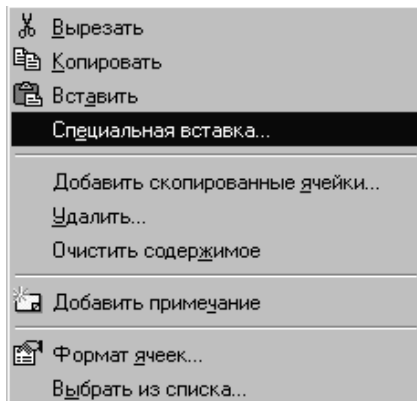 Вырезать
Копировать
Вставить
Специальная вставка...
Добавить скопированные ячейки...
Удалить...
Очистить содержимое
Добавить примечание
Формат ячеек...
Выбрать из списка...